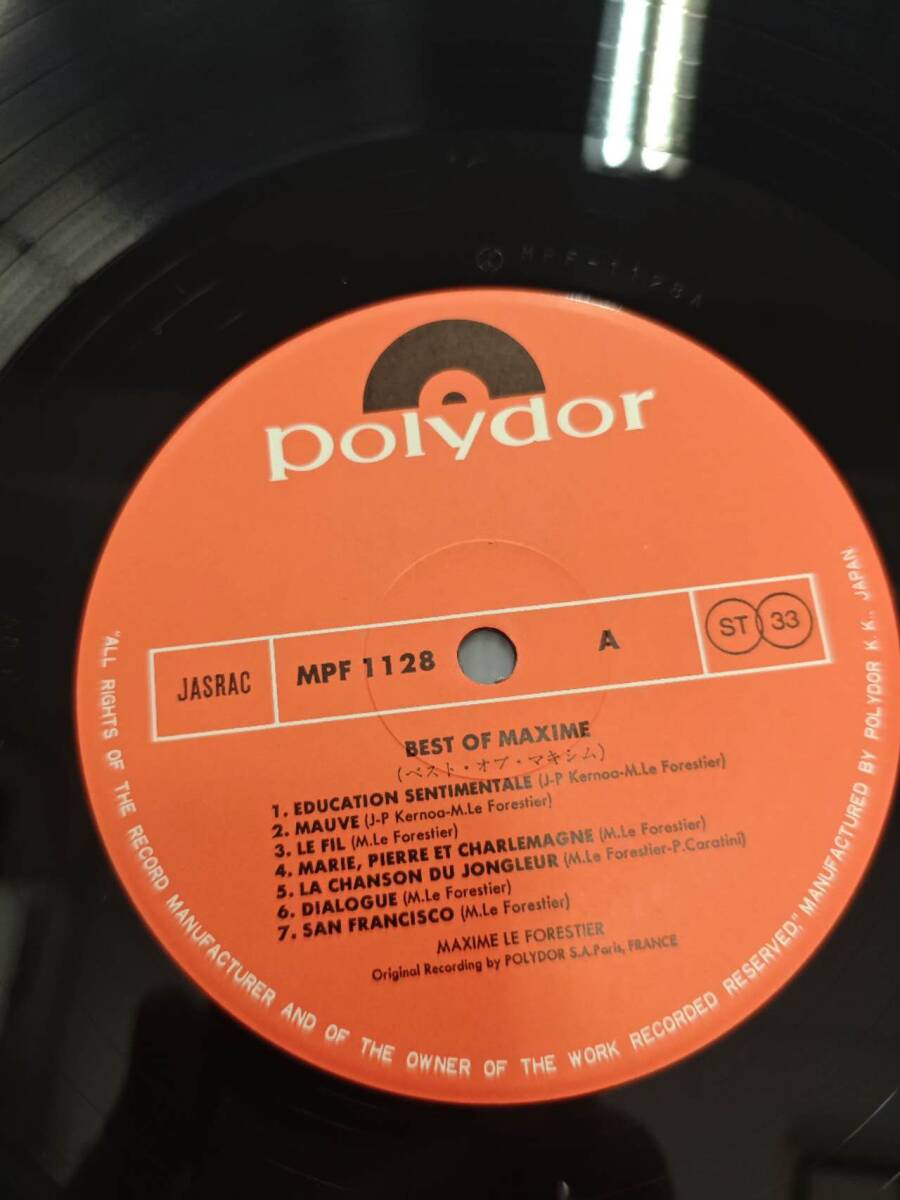 MPF-1128A
polydor
JASRAC
MPF 1128
A
ST 33
BEST OF MAXIME
(ベスト・オブ・マキシム)
1. EDUCATION SENTIMENTALE (J-P Kernoa-M.Le Forestier)
2. MAUVE (J-P Kernoa-M.Le Forestier)
3. LE FIL (M.Le Forestier)
4. MARIE, PIERRE ET CHARLEMAGNE (M.Le Forestier)
5. LA CHANSON DU JONGLEUR (M.Le Forestier-P.Caratini)
6. DIALOGUE (M.Le Forestier)
7. SAN FRANCISCO (M.Le Forestier)
MAXIME LE FORESTIER
Original Recording by POLYDOR S.A.Paris, FRANCE
"ALL RIGHTS OF THE RECORD MANUFACTURER AND OF THE OWNER OF THE WORK RECORDED RESERVED," MANUFACTURED BY POLYDOR K.K., JAPAN